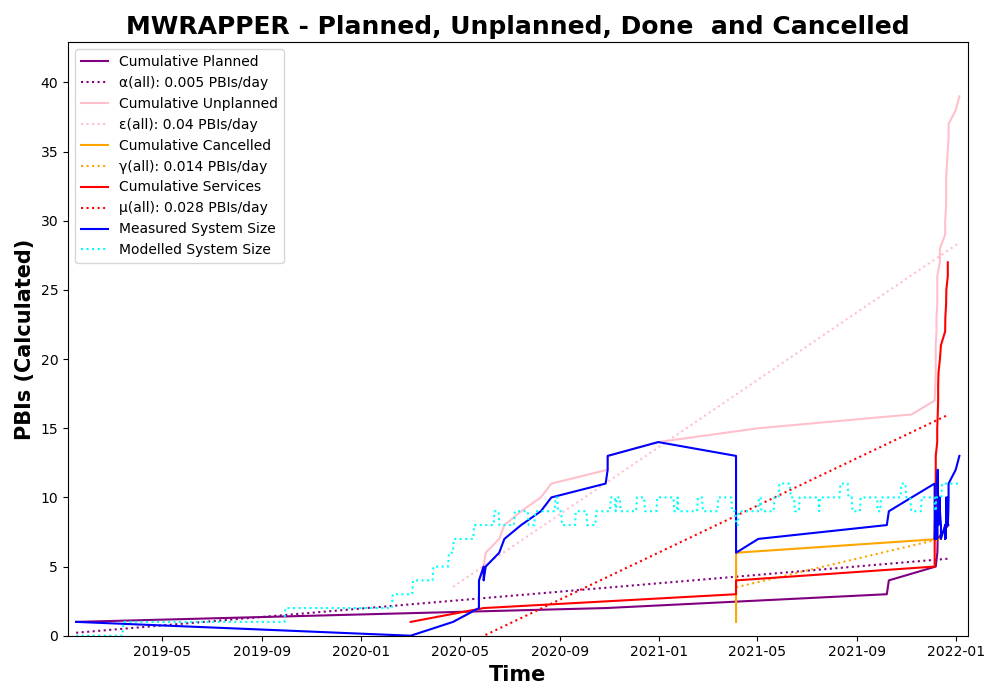 MWRAPPER - Planned, Unplanned, Done  and Cancelled
Cumulative Planned
α(all): 0.005 PBIs/day
Cumulative Unplanned
ε(all): 0.04 PBIs/day
Cumulative Cancelled
γ(all): 0.014 PBIs/day
Cumulative Services
μ(all): 0.028 PBIs/day
Measured System Size
Modelled System Size
PBIs (Calculated)
40
35
30
25
20
15
10
5
0
2019-05 2019-09 2020-01 2020-05 2020-09 2021-01 2021-05 2021-09 2022-01
Time